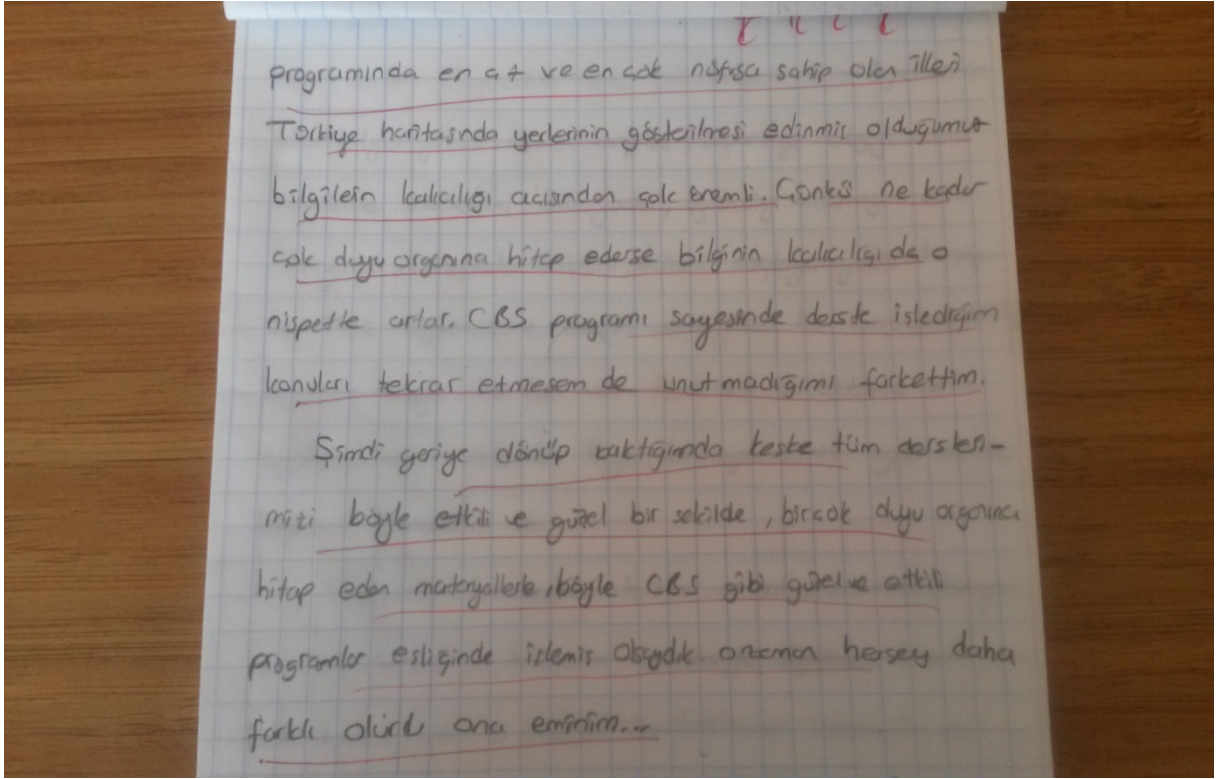 programında en az ve en çok nüfusa sahip olan illeri
Türkiye haritasında yerlerinin gösterilmesi edinmiş olduğumuz
bilgilerin kalıcılığı açısından çok önemli. Çünkü ne kadar
çok duyu organına hitap ederse bilginin kalıcılığı da o
nispette artar. CBS programı sayesinde derste işlediğim
konuları tekrar etmesem de unutmadığımı farkettim.
Şimdi geriye dönüp baktığımda keşke tüm dersleri-
mizi böyle etkili ve güzel bir şekilde, birçok duyu organına
hitap eden materyallerle, böyle CBS gibi güzel ve etkili
programlar eşliğinde işlemiş olsaydık o zaman herşey daha
farklı olurdu ona eminim...